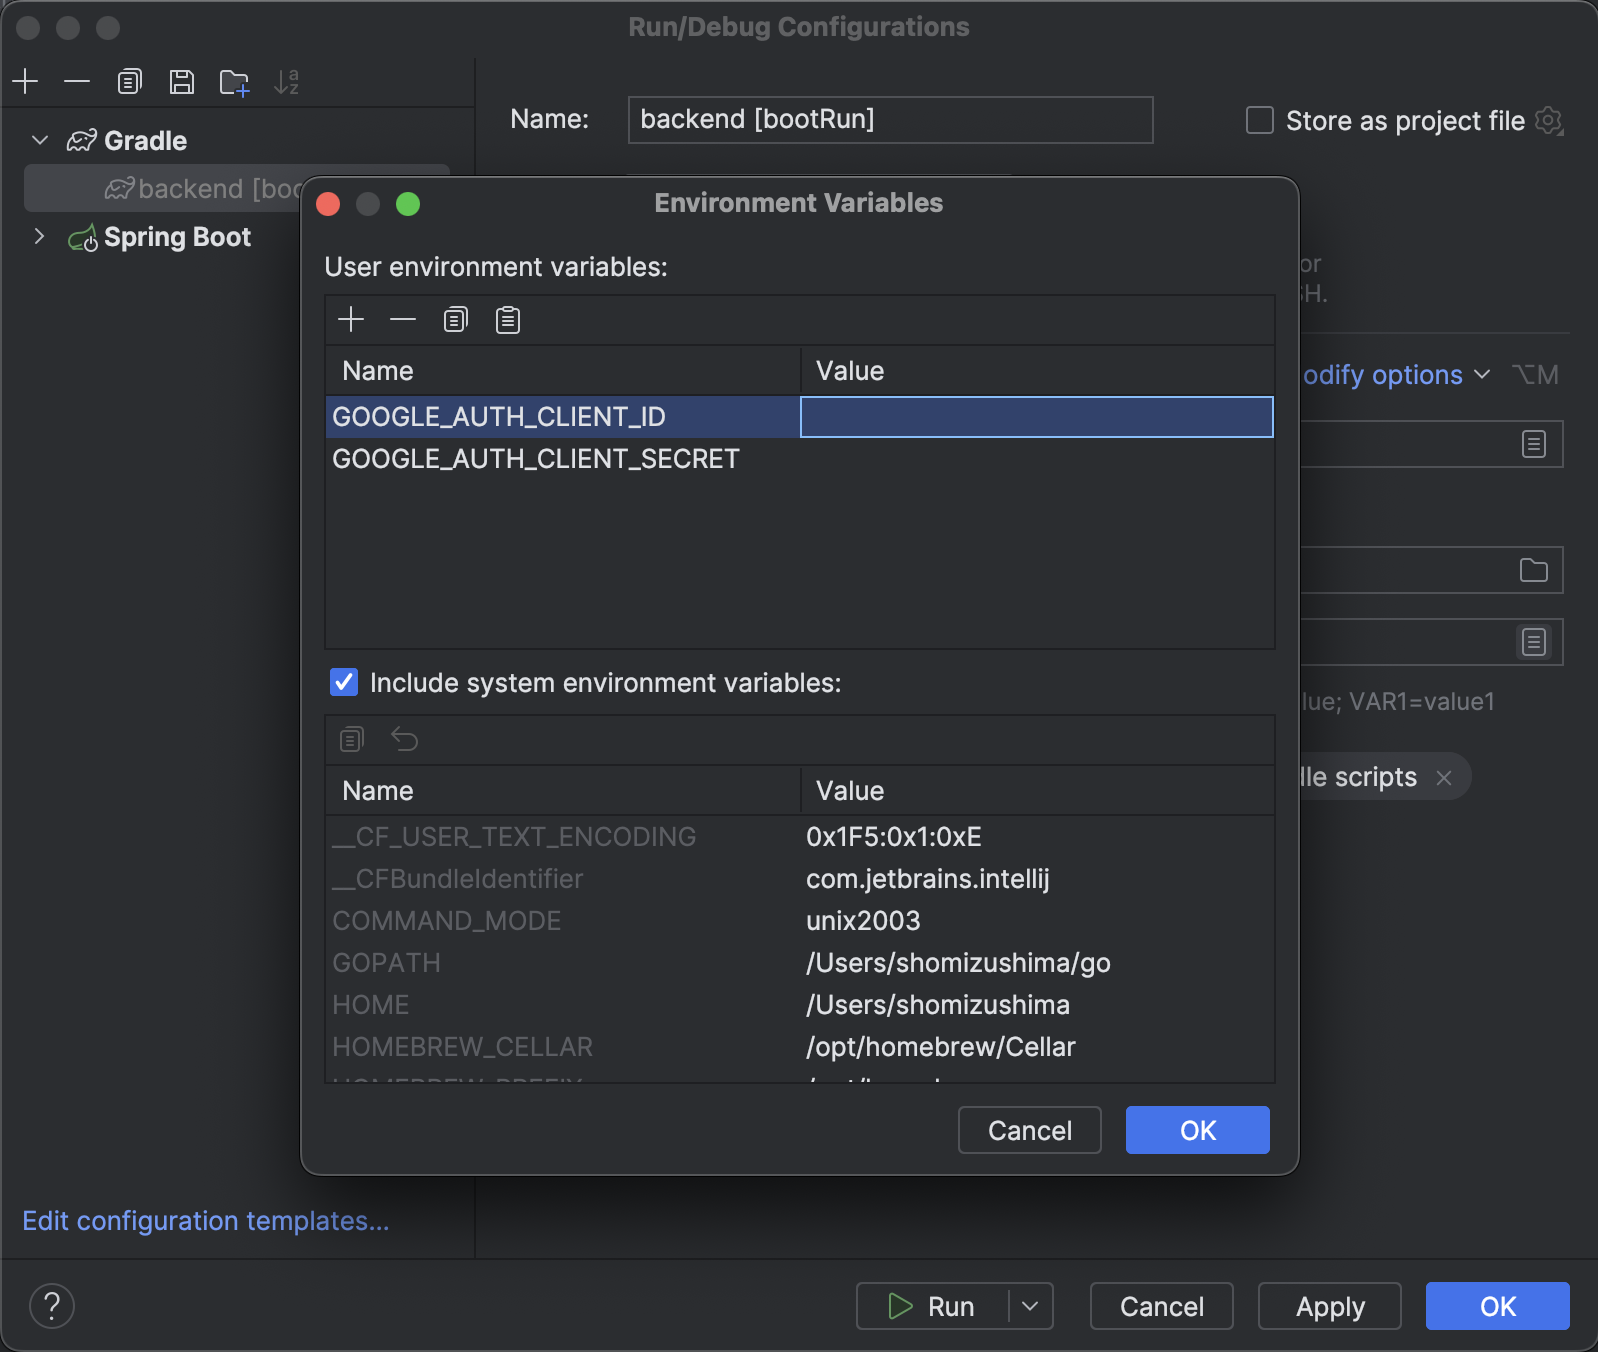 Run/Debug Configurations
Name: backend [bootRun] Store as project file
Gradle
backend [boo
Spring Boot
Environment Variables
User environment variables:
Name Value
GOOGLE_AUTH_CLIENT_ID
GOOGLE_AUTH_CLIENT_SECRET
Include system environment variables:
Name Value
__CF_USER_TEXT_ENCODING 0x1F5:0x1:0xE
__CFBundleIdentifier com.jetbrains.intellij
COMMAND_MODE unix2003
GOPATH /Users/shomizushima/go
HOME /Users/shomizushima
HOMEBREW_CELLAR /opt/homebrew/Cellar
Cancel OK
or
SH.
odify options ⌥M
lue; VAR1=value1
dle scripts
Edit configuration templates...
? Run Cancel Apply OK